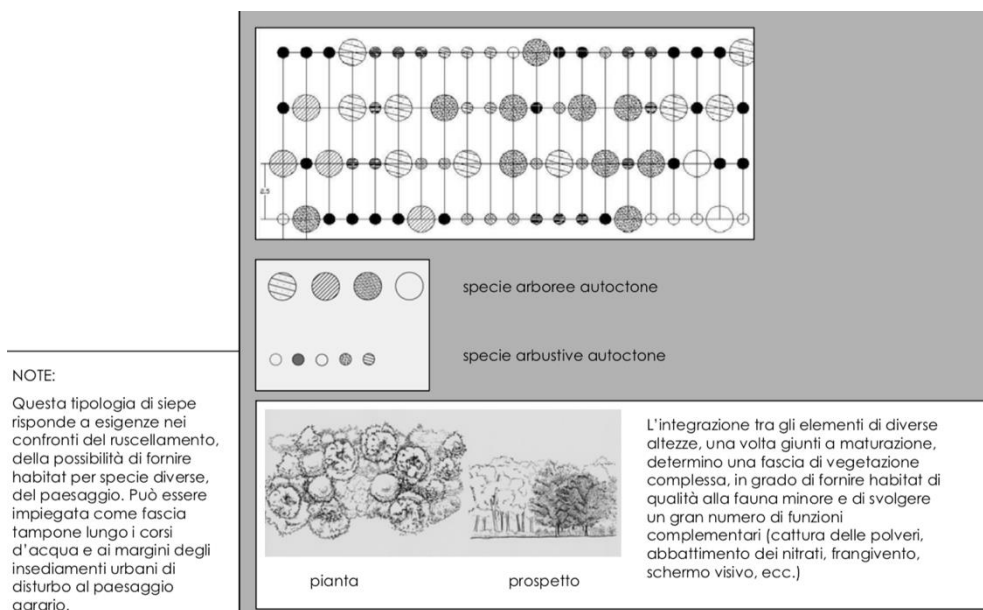 2,5
specie arboree autoctone
specie arbustive autoctone
NOTE:
Questa tipologia di siepe
risponde a esigenze nei
confronti del ruscellamento,
della possibilità di fornire
habitat per specie diverse,
del paesaggio. Può essere
impiegata come fascia
tampone lungo i corsi
d'acqua e ai margini degli
insediamenti urbani di
disturbo al paesaggio
agrario.
pianta
prospetto
L'integrazione tra gli elementi di diverse
altezze, una volta giunti a maturazione,
determino una fascia di vegetazione
complessa, in grado di fornire habitat di
qualità alla fauna minore e di svolgere
un gran numero di funzioni
complementari (cattura delle polveri,
abbattimento dei nitrati, frangivento,
schermo visivo, ecc.)